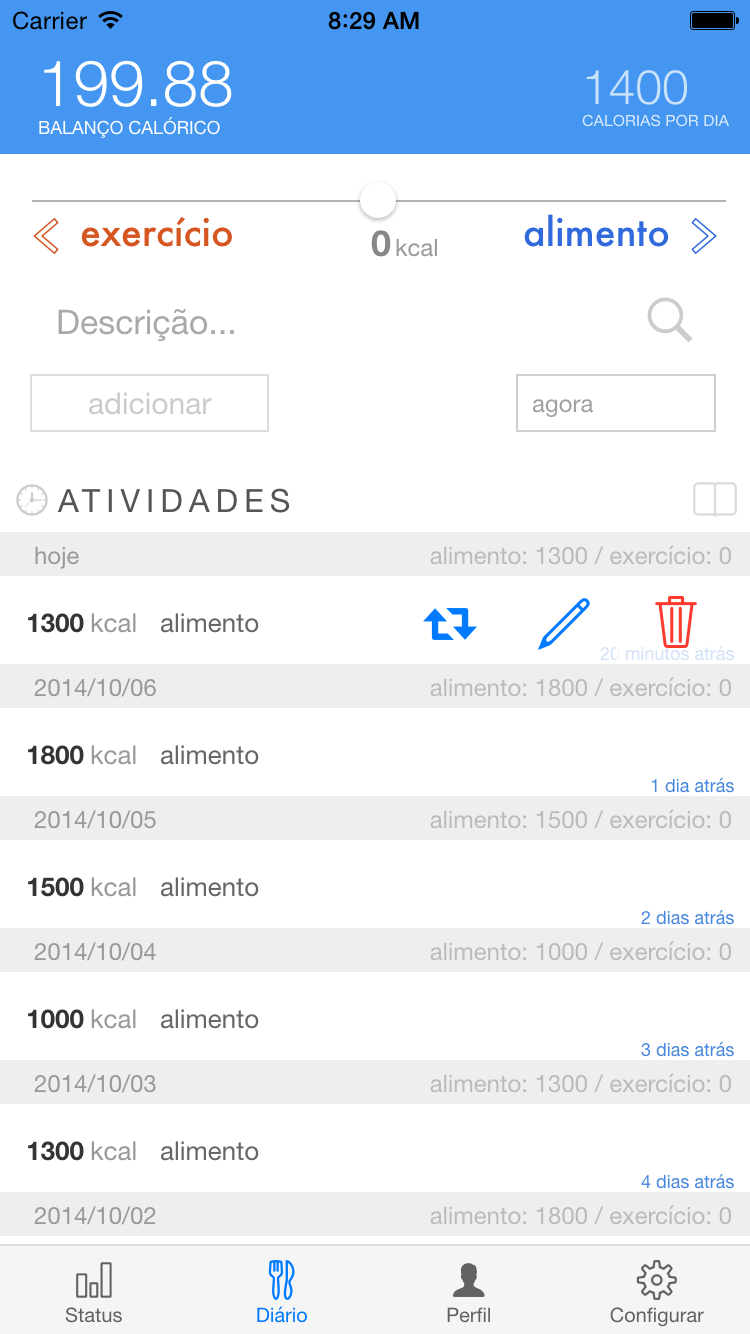 Carrier 8:29 AM
199.88 1400
BALANÇO CALÓRICO CALORIAS POR DIA
exercício 0 kcal alimento
Descrição...
adicionar agora
ATIVIDADES
hoje alimento: 1300 / exercício: 0
1300 kcal alimento
20 minutos atrás
2014/10/06 alimento: 1800 / exercício: 0
1800 kcal alimento
1 dia atrás
2014/10/05 alimento: 1500 / exercício: 0
1500 kcal alimento
2 dias atrás
2014/10/04 alimento: 1000 / exercício: 0
1000 kcal alimento
3 dias atrás
2014/10/03 alimento: 1300 / exercício: 0
1300 kcal alimento
4 dias atrás
2014/10/02 alimento: 1800 / exercício: 0
Status Diário Perfil Configurar